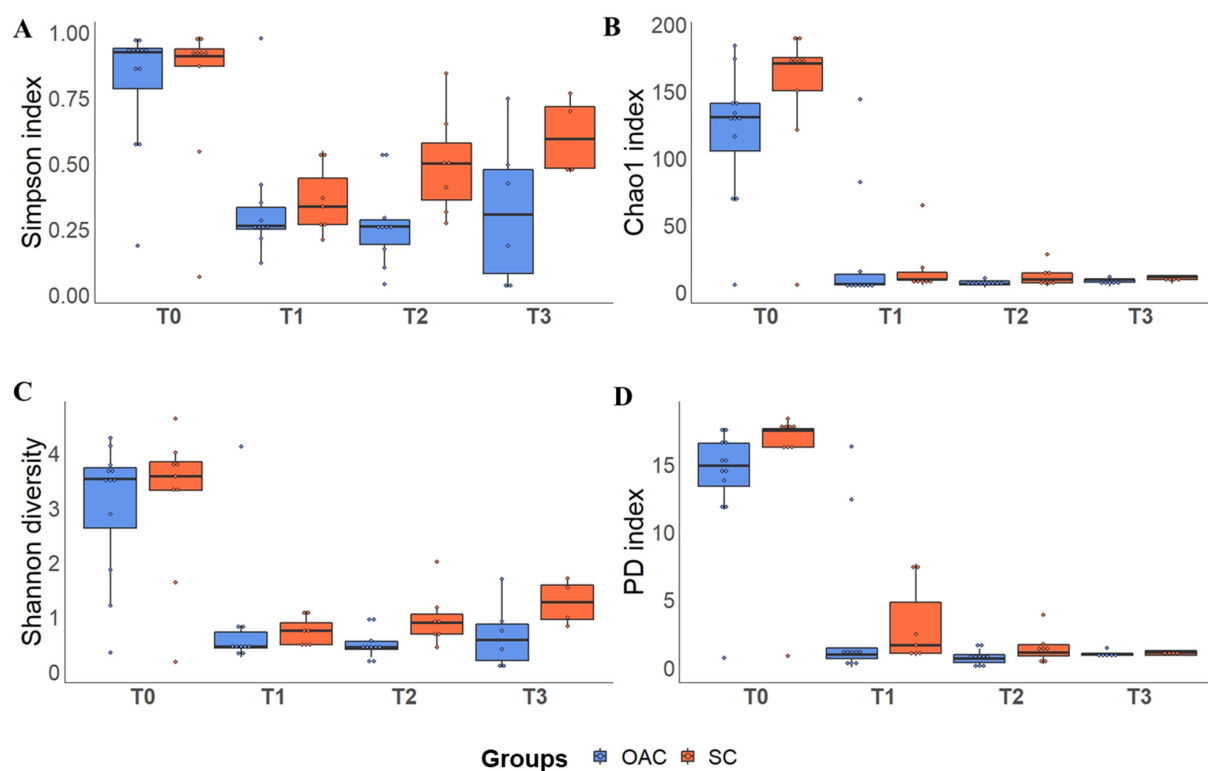 A
Simpson index
1.00
0.75
0.50
0.25
0.00
T0 T1 T2 T3
B
Chao1 index
200
150
100
50
0
T0 T1 T2 T3
C
Shannon diversity
4
3
2
1
0
T0 T1 T2 T3
D
PD index
15
10
5
0
T0 T1 T2 T3
Groups OAC SC